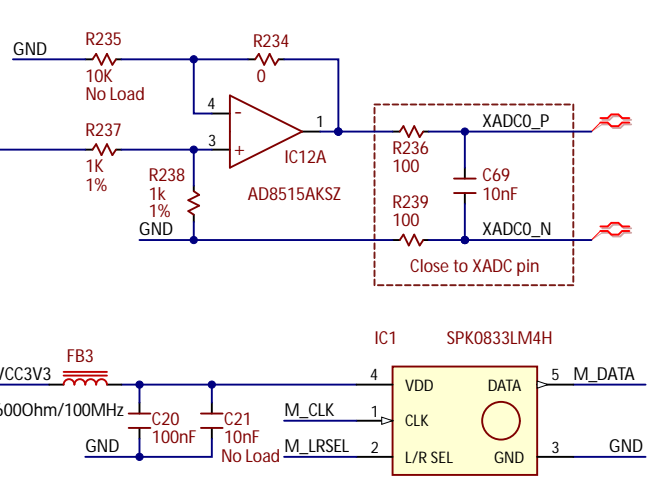 R235
R234
GND
10K
No Load
0
4
-
1
R237
3
+
IC12A
1K
1%
R238
1k
1%
AD8515AKSZ
GND
XADC0_P
R236
100
C69
10nF
R239
100
XADC0_N
Close to XADC pin
IC1
SPK0833LM4H
FB3
VCC3V3
600Ohm/100MHz
C20
100nF
C21
10nF
No Load
GND
M_CLK
M_LRSEL
4
VDD
DATA
5
M_DATA
1
CLK
2
L/R SEL
GND
3
GND